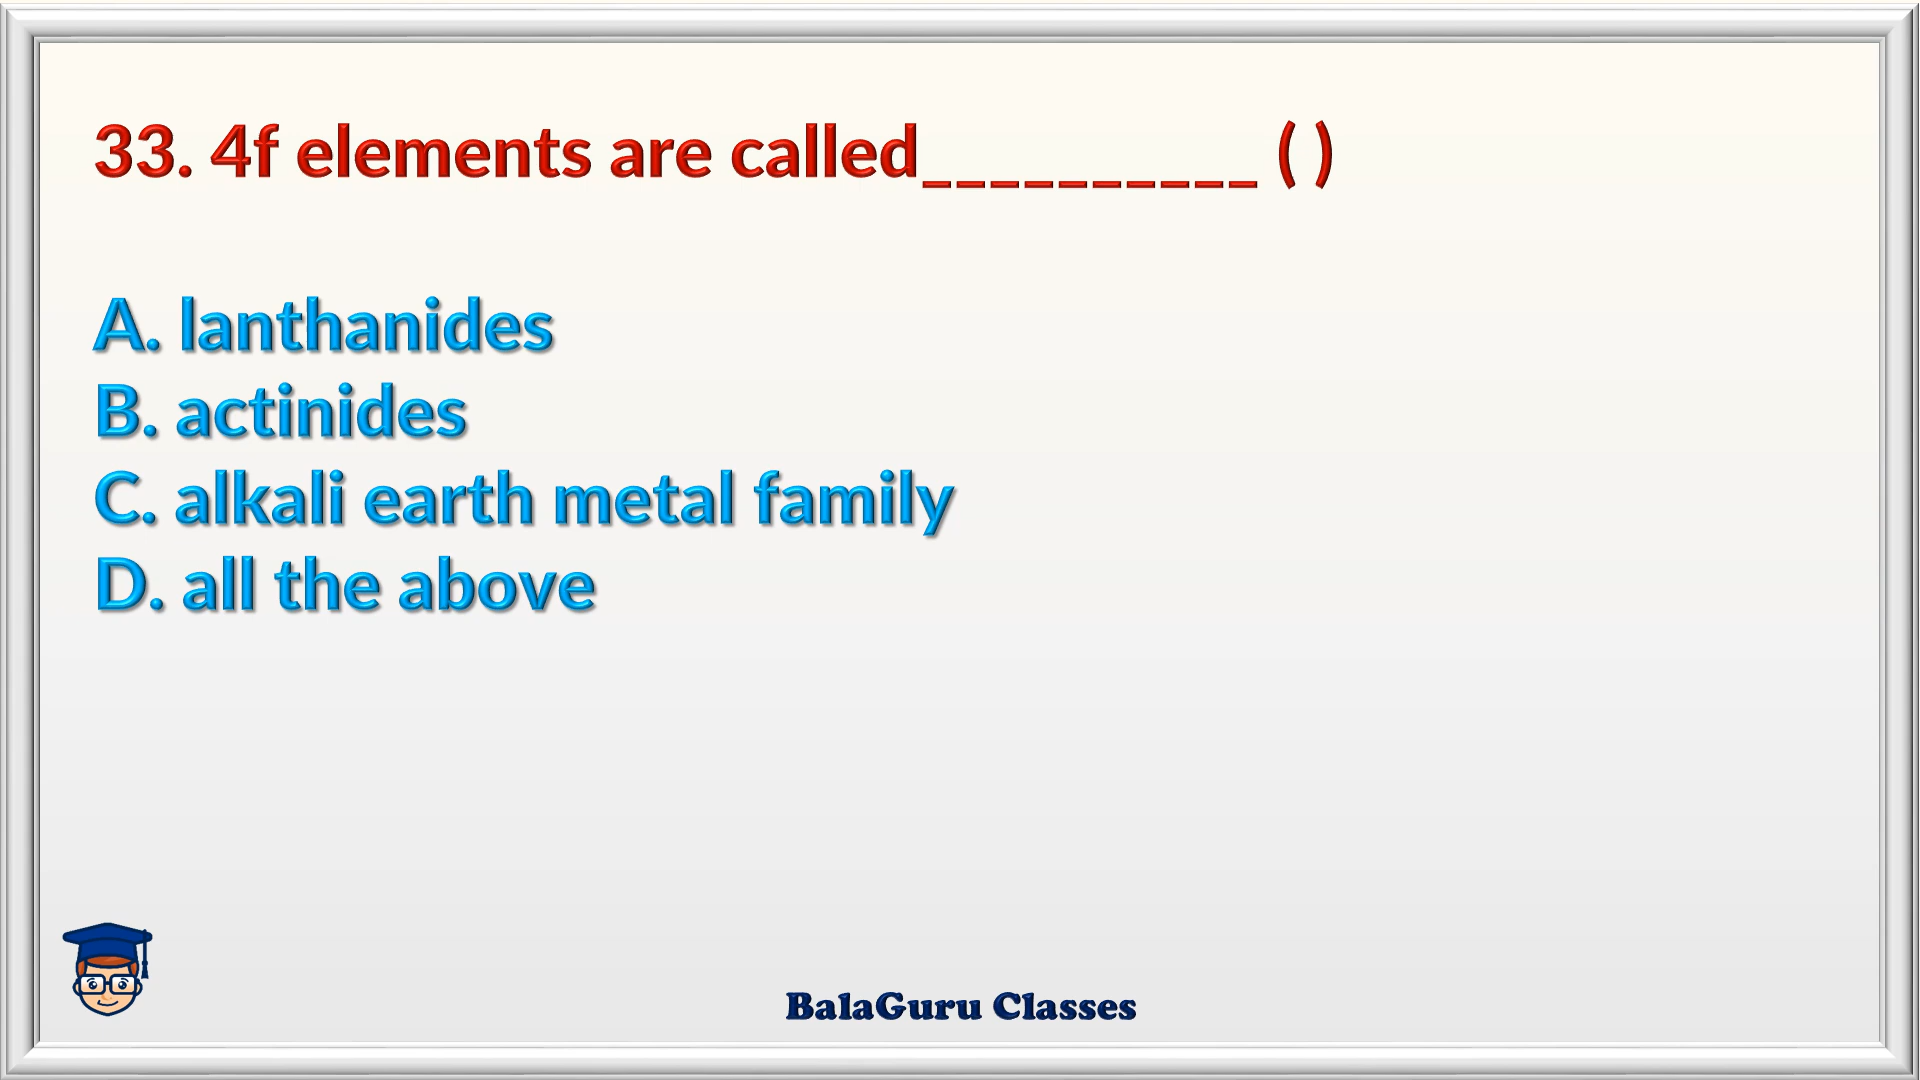 33. 4f elements are called__________ ( )
A. lanthanides
B. actinides
C. alkali earth metal family
D. all the above
BalaGuru Classes